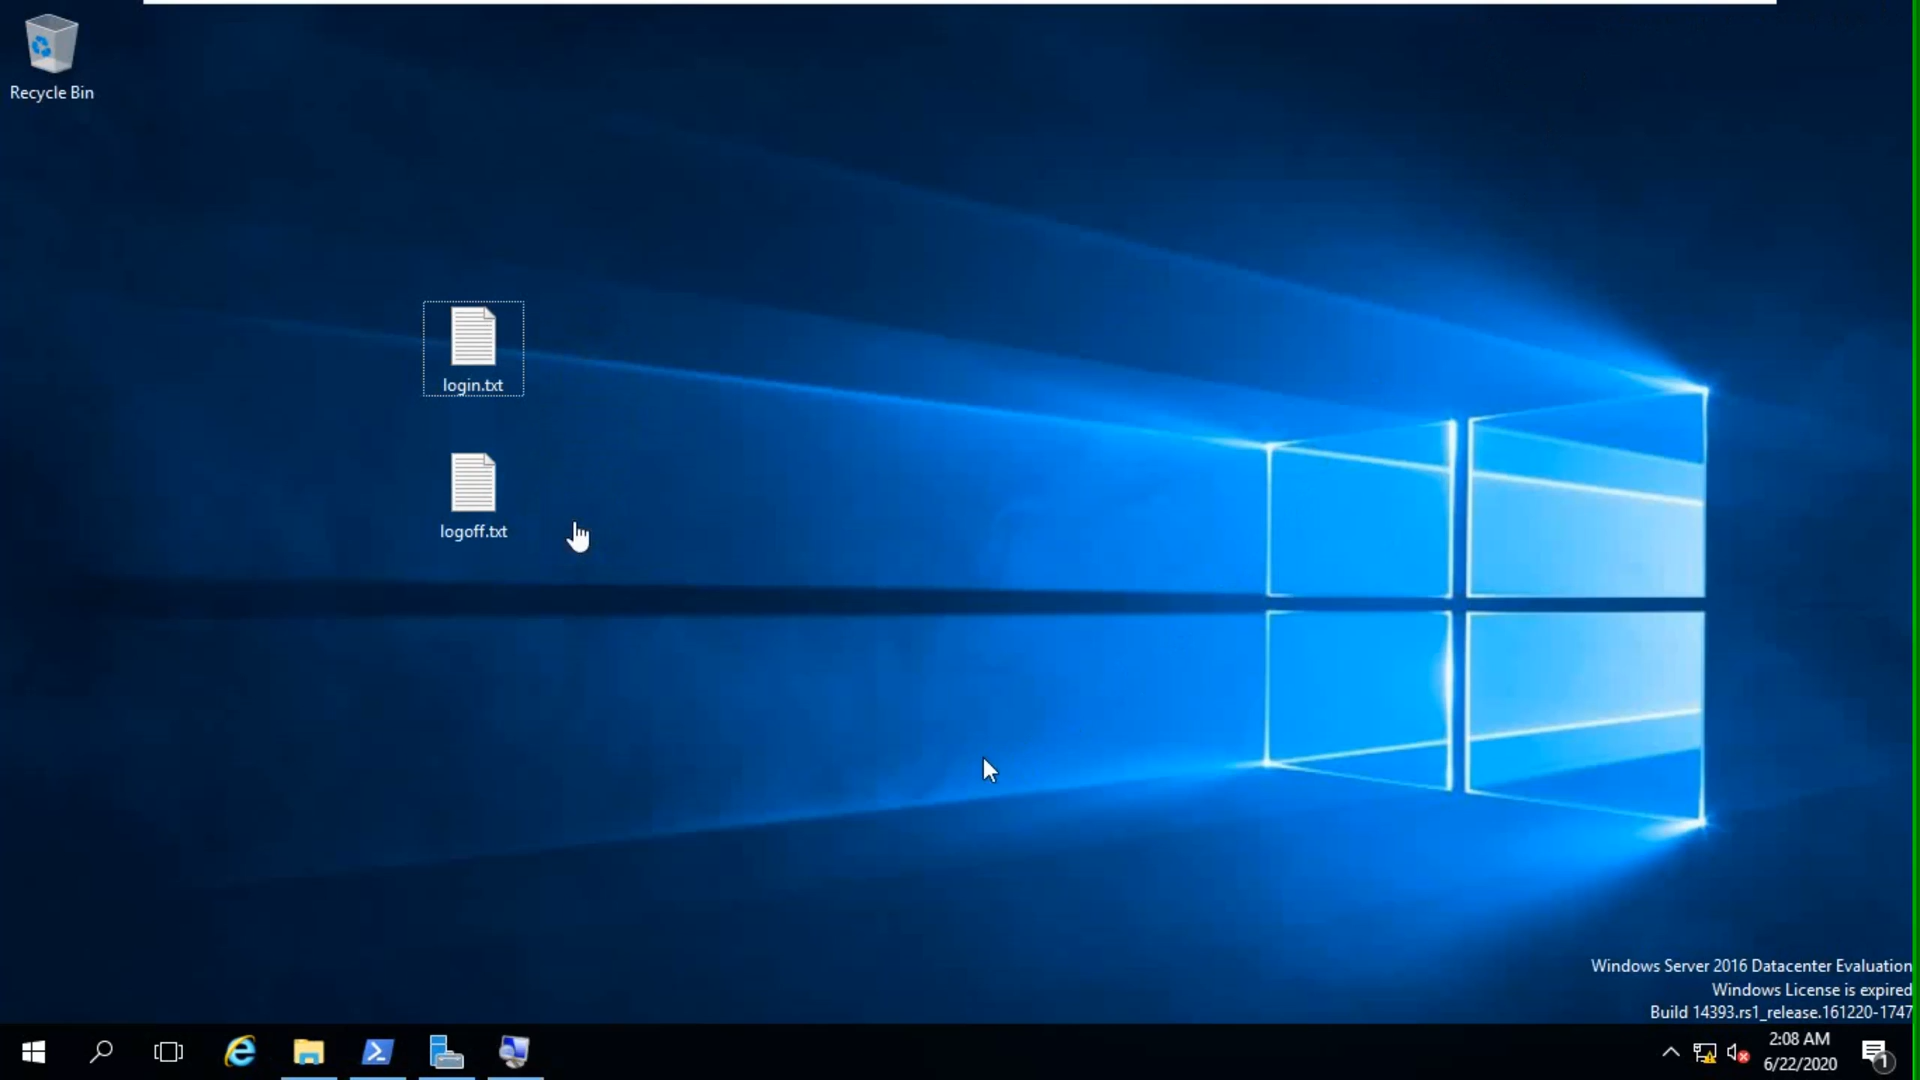 Recycle Bin
login.txt
logoff.txt
Windows Server 2016 Datacenter Evaluation
Windows License is expired
Build 14393.rs1_release.161220-1747
2:08 AM
6/22/2020
1